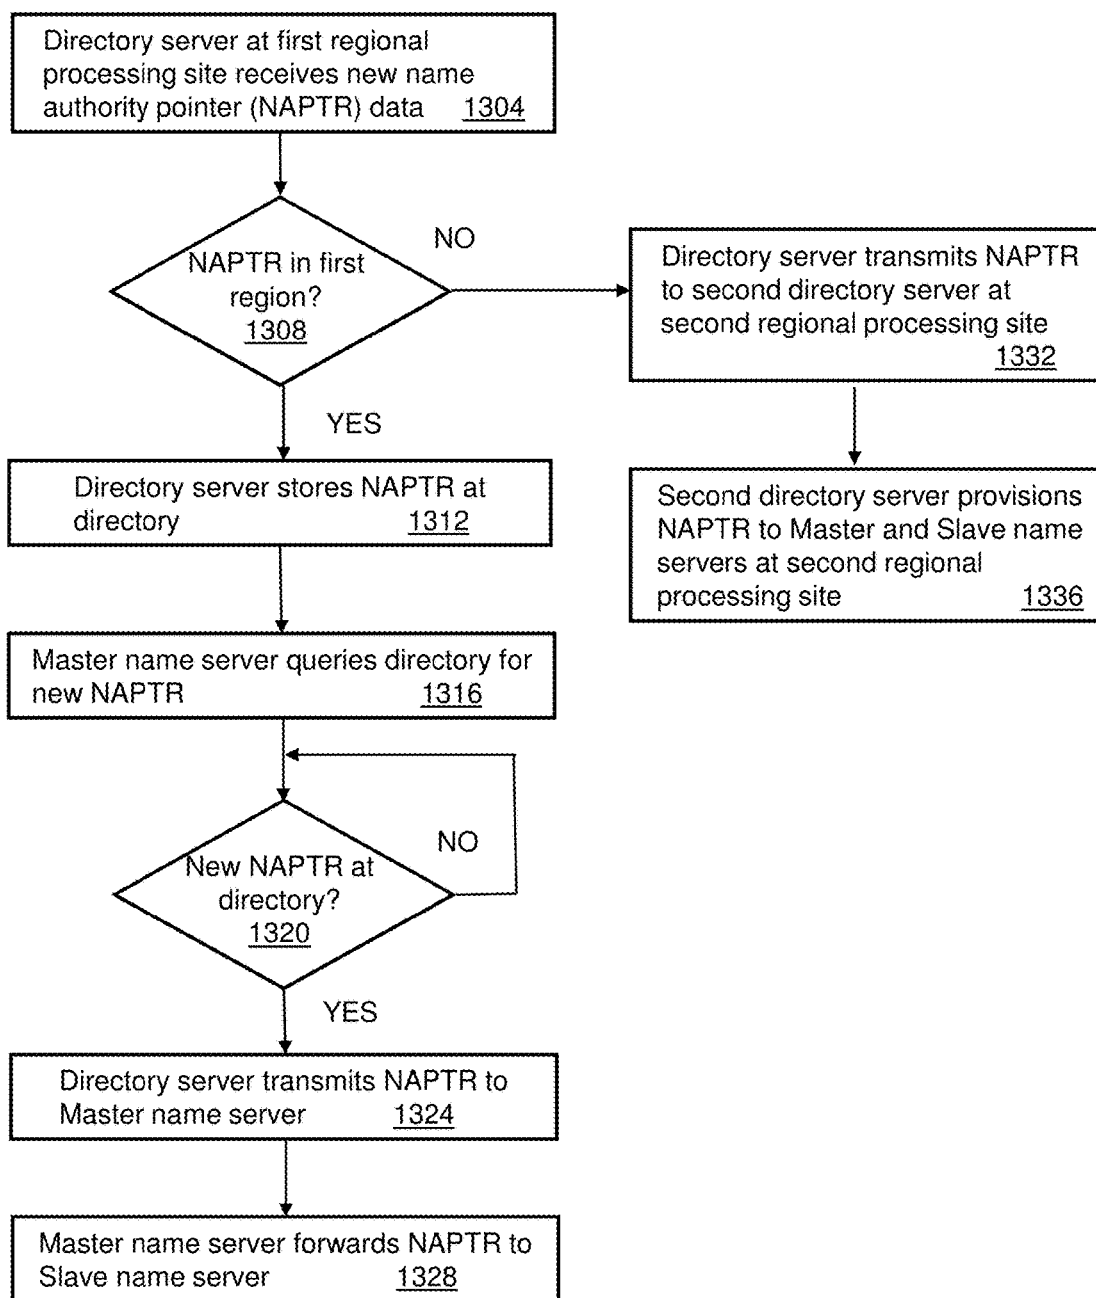 Directory server at first regional
processing site receives new name
authority pointer (NAPTR) data 1304
NAPTR in first
region?
1308
NO
YES
Directory server transmits NAPTR
to second directory server at
second regional processing site
1332
Second directory server provisions
NAPTR to Master and Slave name
servers at second regional
processing site 1336
Directory server stores NAPTR at
directory 1312
Master name server queries directory for
new NAPTR 1316
New NAPTR at
directory?
1320
NO
YES
Directory server transmits NAPTR to
Master name server 1324
Master name server forwards NAPTR to
Slave name server 1328